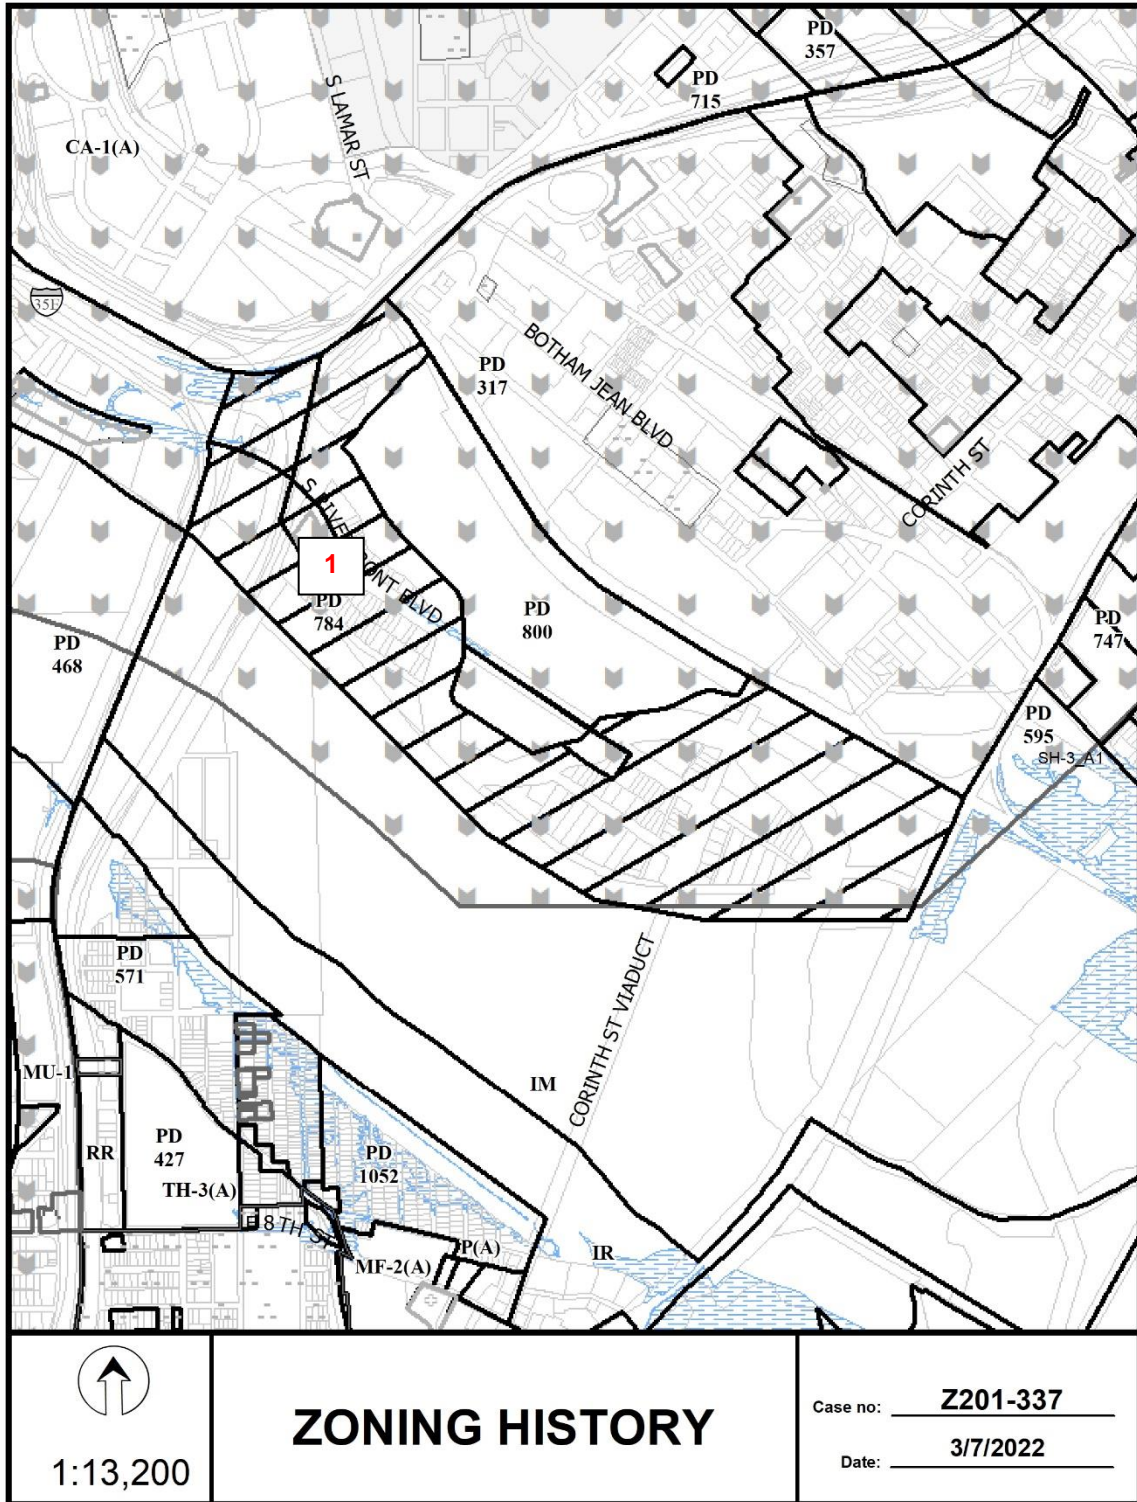 PD
357
PD
715
S LAMAR ST
CA-1(A)
35E
PD
317
BOTHAM JEAN BLVD
CORINTH ST
1
PD
784
PD
800
PD
468
PD
747
PD
595
SH-3_A1
PD
571
CORINTH ST VIADUCT
MU-1
IM
RR
PD
427
PD
1052
TH-3(A)
E 8TH ST
P(A)
IR
MF-2(A)
1:13,200
ZONING HISTORY
Case no: Z201-337
Date: 3/7/2022